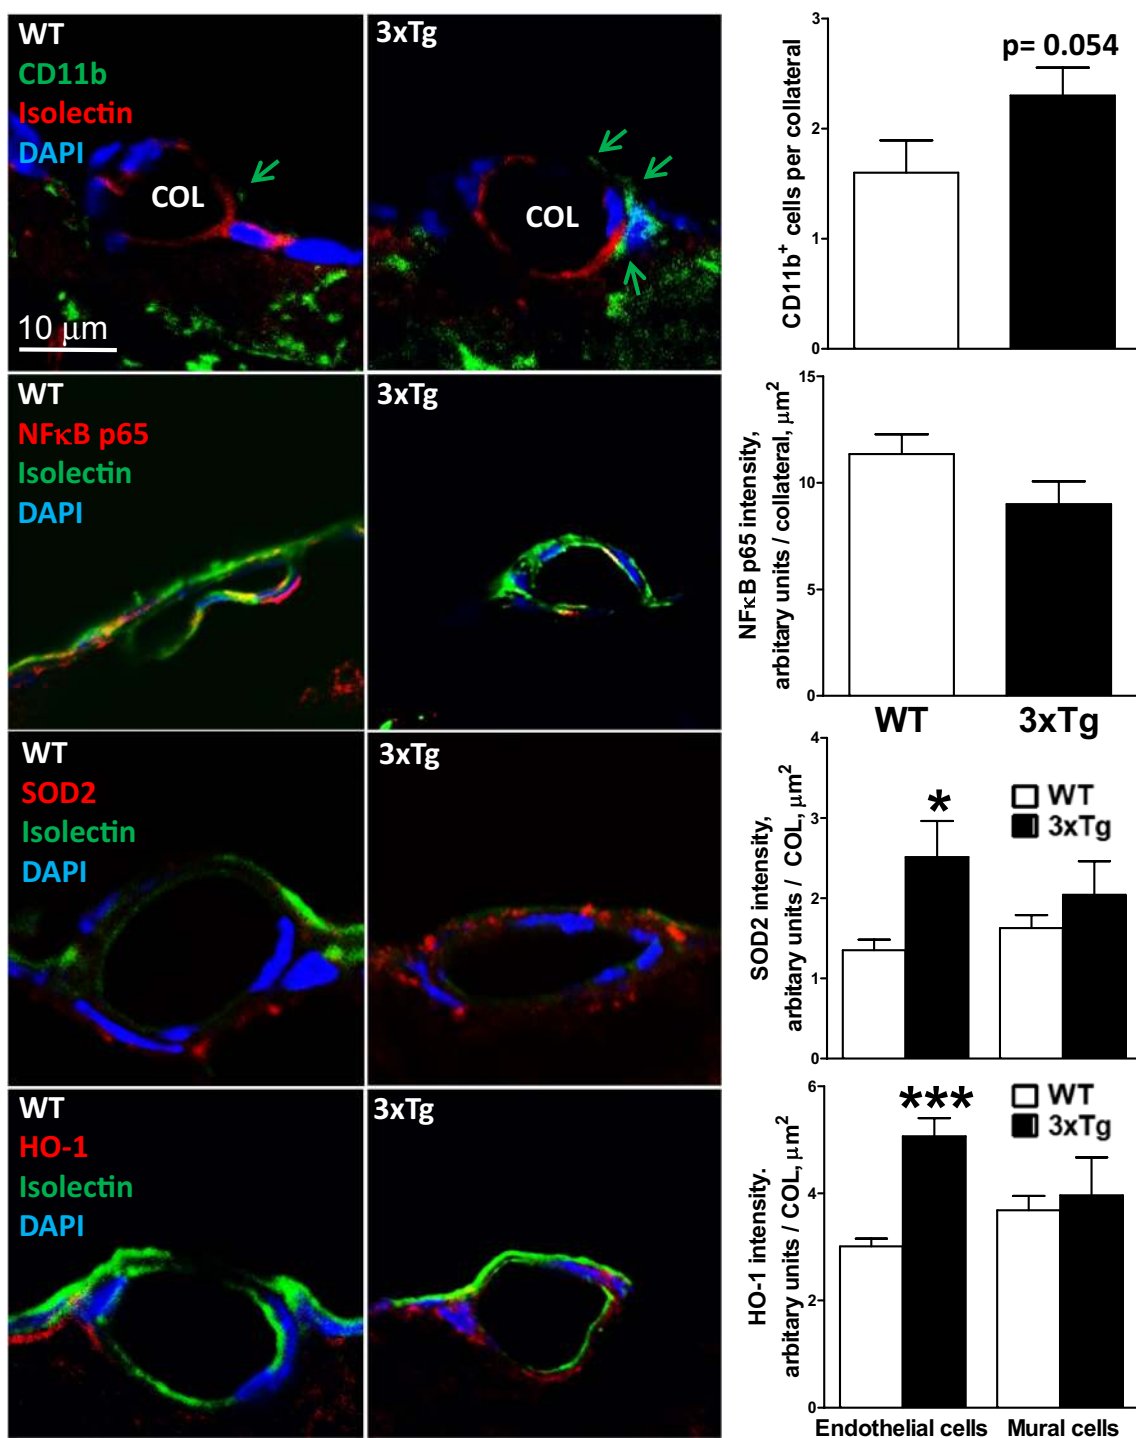 WT
CD11b
Isolectin
DAPI
COL
10 μm
3xTg
COL
3
2
1
0
CD11b+ cells per collateral
p= 0.054
WT
NFκB p65
Isolectin
DAPI
3xTg
15
10
5
0
NFκB p65 intensity,
arbitary units / collateral, μm2
WT 3xTg
WT
SOD2
Isolectin
DAPI
3xTg
4
3
2
1
0
SOD2 intensity,
arbitary units / COL, μm2
*
WT
3xTg
WT
HO-1
Isolectin
DAPI
3xTg
6
4
2
0
HO-1 intensity.
arbitary units / COL, μm2
***
WT
3xTg
Endothelial cells Mural cells